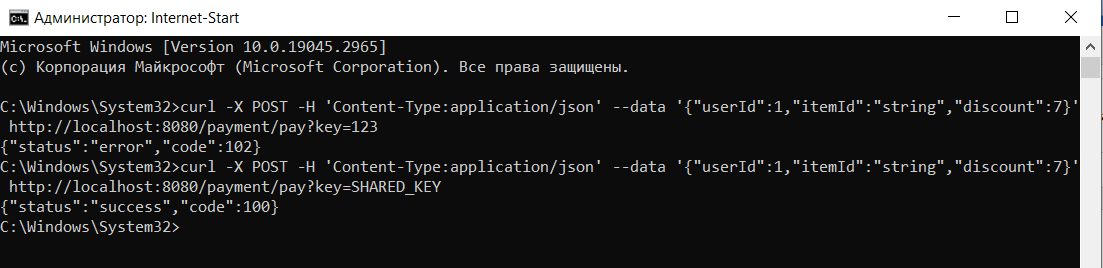 Администратор: Internet-Start
Microsoft Windows [Version 10.0.19045.2965]
(c) Корпорация Майкрософт (Microsoft Corporation). Все права защищены.
C:\Windows\System32>curl -X POST -H 'Content-Type:application/json' --data '{"userId":1,"itemId":"string","discount":7}'
http://localhost:8080/payment/pay?key=123
{"status":"error","code":102}
C:\Windows\System32>curl -X POST -H 'Content-Type:application/json' --data '{"userId":1,"itemId":"string","discount":7}'
http://localhost:8080/payment/pay?key=SHARED_KEY
{"status":"success","code":100}
C:\Windows\System32>